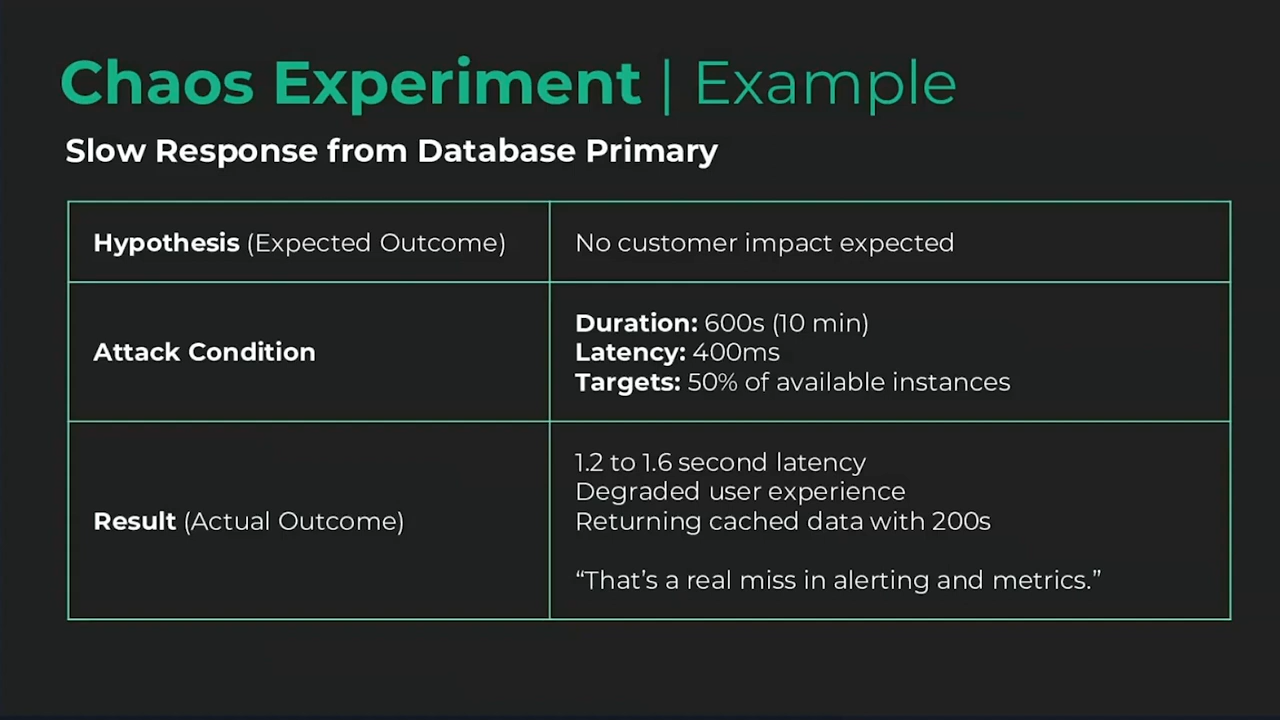 Chaos Experiment | Example
Slow Response from Database Primary
Hypothesis (Expected Outcome)
No customer impact expected
Attack Condition
Duration: 600s (10 min)
Latency: 400ms
Targets: 50% of available instances
Result (Actual Outcome)
1.2 to 1.6 second latency
Degraded user experience
Returning cached data with 200s
“That’s a real miss in alerting and metrics.”